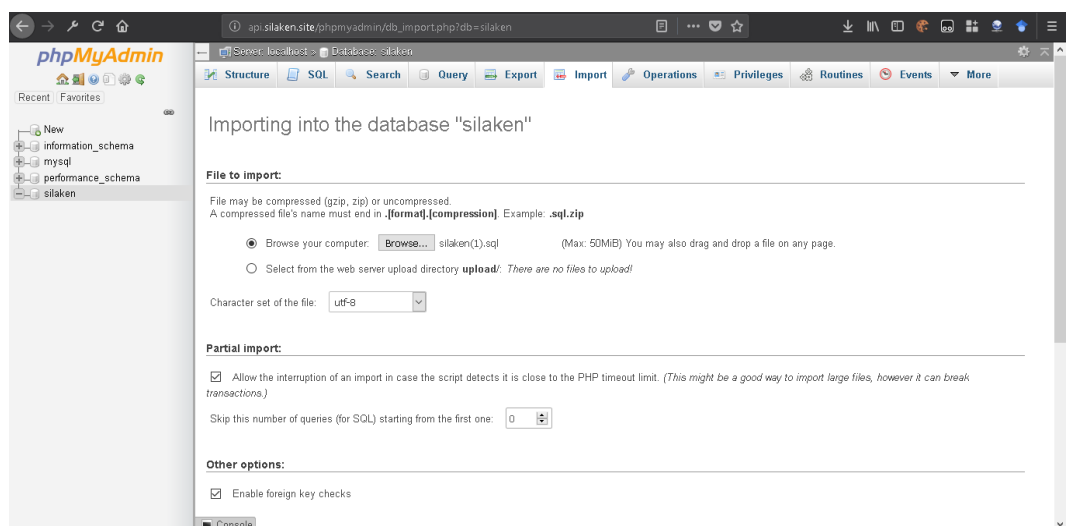 api.silaken.site/phpmyadmin/db_import.php?db=silaken
phpMyAdmin
Recent Favorites
New
information_schema
mysql
performance_schema
silaken
Server: localhost » Database: silaken
Structure SQL Search Query Export Import Operations Privileges Routines Events More
Importing into the database "silaken"
File to import:
File may be compressed (gzip, zip) or uncompressed.
A compressed file's name must end in .[format].[compression]. Example: .sql.zip
Browse your computer: Browse... silaken(1).sql (Max: 50MiB) You may also drag and drop a file on any page.
Select from the web server upload directory upload/: There are no files to upload!
Character set of the file: utf-8
Partial import:
Allow the interruption of an import in case the script detects it is close to the PHP timeout limit. (This might be a good way to import large files, however it can break
transactions.)
Skip this number of queries (for SQL) starting from the first one: 0
Other options:
Enable foreign key checks
Console